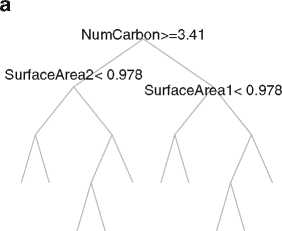 a
NumCarbon>=3.41
SurfaceArea2< 0.978
SurfaceArea1< 0.978